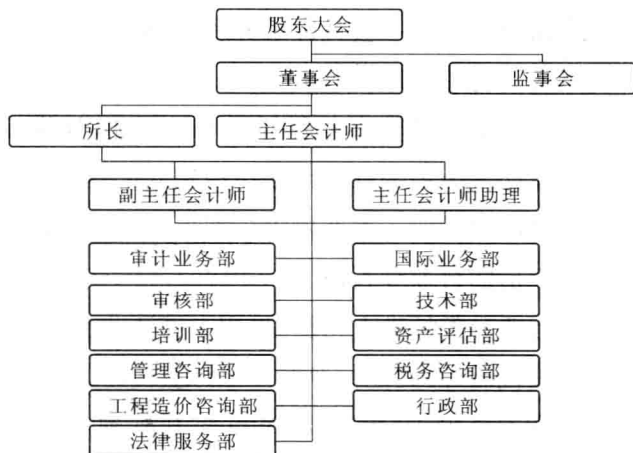 股东大会
董事会
监事会
所长
主任会计师
副主任会计师
主任会计师助理
审计业务部
国际业务部
审核部
技术部
培训部
资产评估部
管理咨询部
税务咨询部
工程造价咨询部
行政部
法律服务部